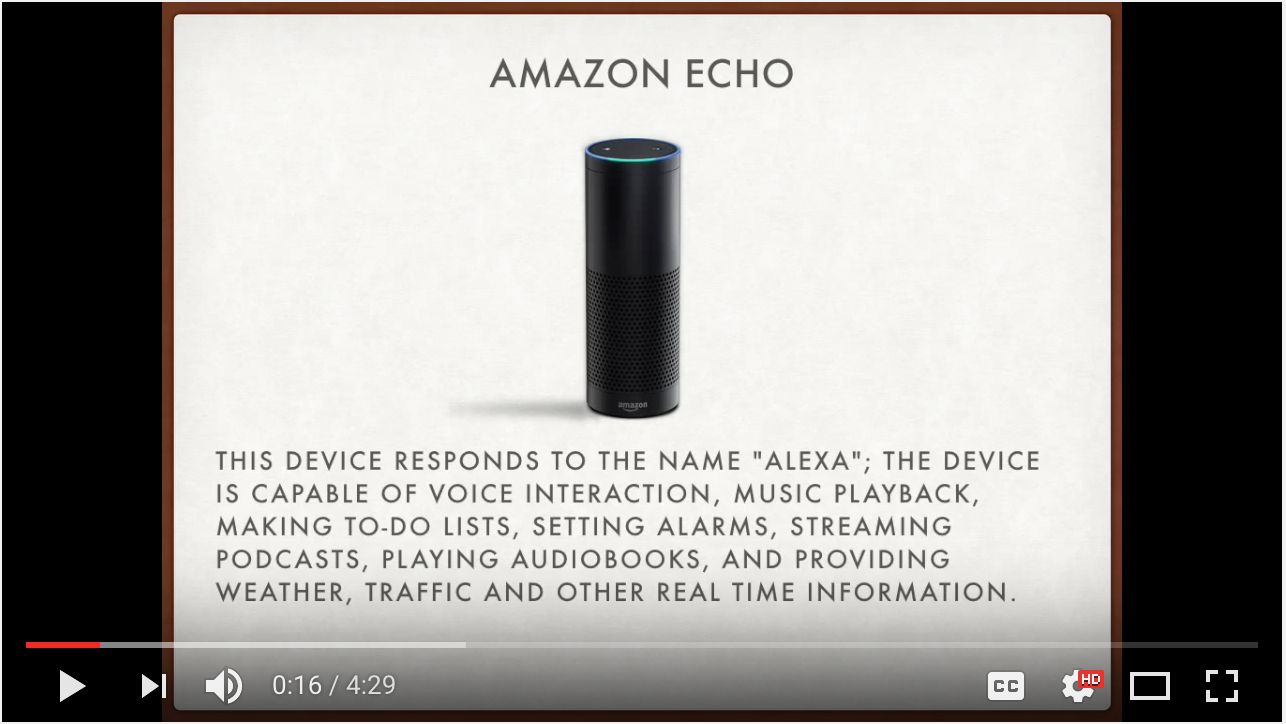 AMAZON ECHO
amazon
THIS DEVICE RESPONDS TO THE NAME "ALEXA"; THE DEVICE
IS CAPABLE OF VOICE INTERACTION, MUSIC PLAYBACK,
MAKING TO-DO LISTS, SETTING ALARMS, STREAMING
PODCASTS, PLAYING AUDIOBOOKS, AND PROVIDING
WEATHER, TRAFFIC AND OTHER REAL TIME INFORMATION.
0:16 / 4:29 CC HD